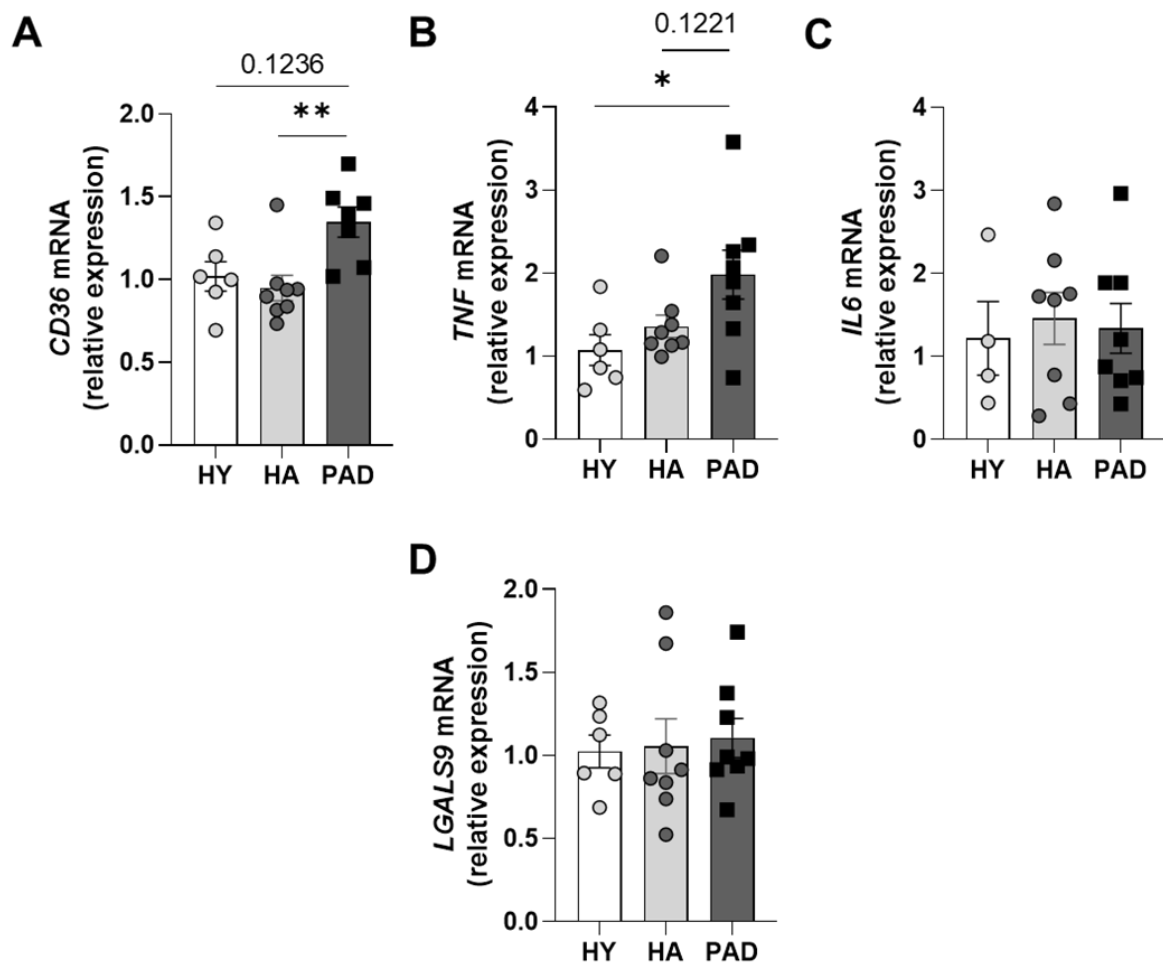 A
0.1236
**
CD36 mRNA
(relative expression)
2.0
1.5
1.0
0.5
0.0
HY HA PAD
B
0.1221
*
TNF mRNA
(relative expression)
4
3
2
1
0
HY HA PAD
C
IL6 mRNA
(relative expression)
4
3
2
1
0
HY HA PAD
D
LGALS9 mRNA
(relative expression)
2.0
1.5
1.0
0.5
0.0
HY HA PAD